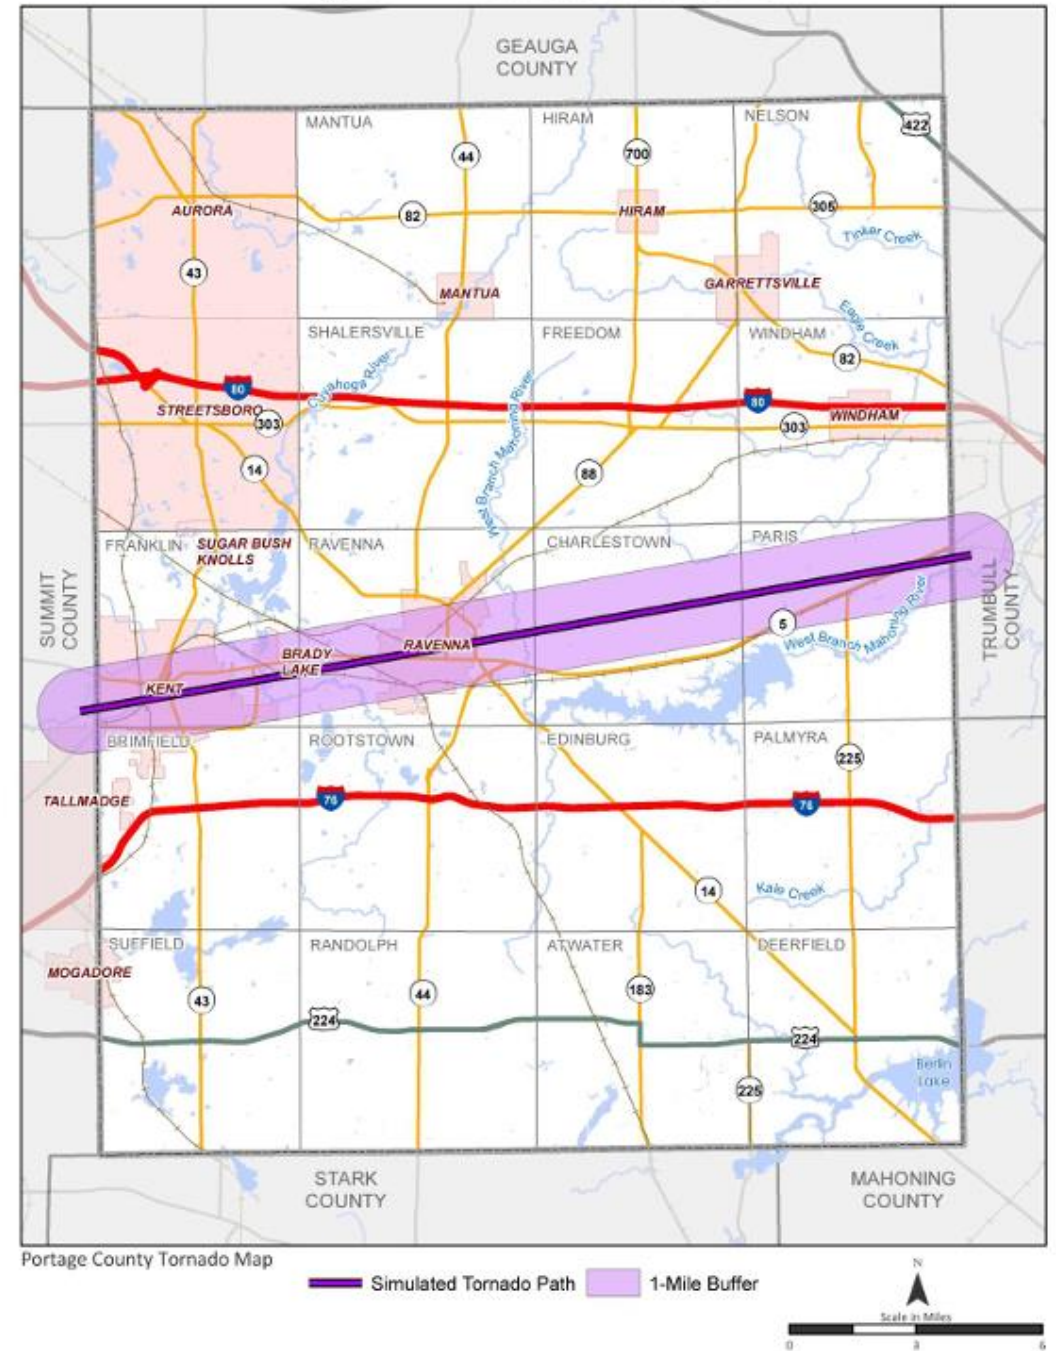 GEAUGA
COUNTY
422
MANTUA
HIRAM
NELSON
44
700
AURORA
82
HIRAM
305
Tinker Creek
43
MANTUA
GARRETTSVILLE
SHALERSVILLE
FREEDOM
WINDHAM
Eagle Creek
82
Cuyahoga River
80
80
STREETSBORO
303
WINDHAM
303
West Branch Mahoning River
14
88
FRANKLIN
SUGAR BUSH
KNOLLS
RAVENNA
CHARLESTOWN
PARIS
SUMMIT
COUNTY
TRUMBULL
COUNTY
5
West Branch Mahoning River
RAVENNA
BRADY
LAKE
KENT
BRIMFIELD
ROOTSTOWN
EDINBURG
PALMYRA
225
TALLMADGE
76
76
14
Kale Creek
SUFFIELD
RANDOLPH
ATWATER
DEERFIELD
MOGADORE
43
44
183
224
224
Berlin
Lake
225
STARK
COUNTY
MAHONING
COUNTY
Portage County Tornado Map
Simulated Tornado Path
1-Mile Buffer
N
Scale in Miles
0 3 6